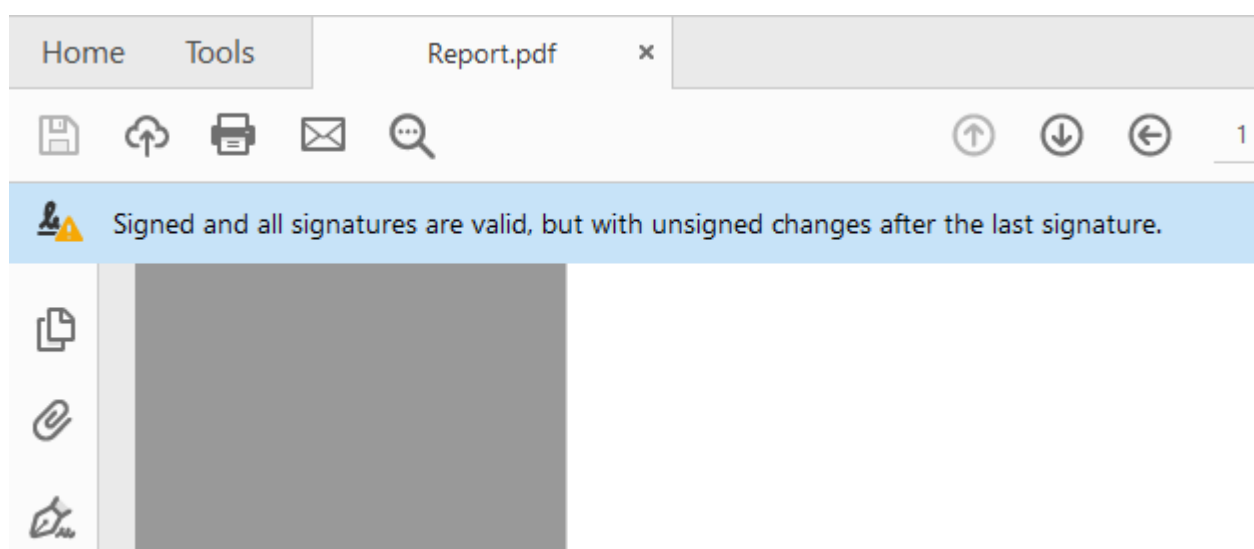 Home Tools Report.pdf
1
Signed and all signatures are valid, but with unsigned changes after the last signature.